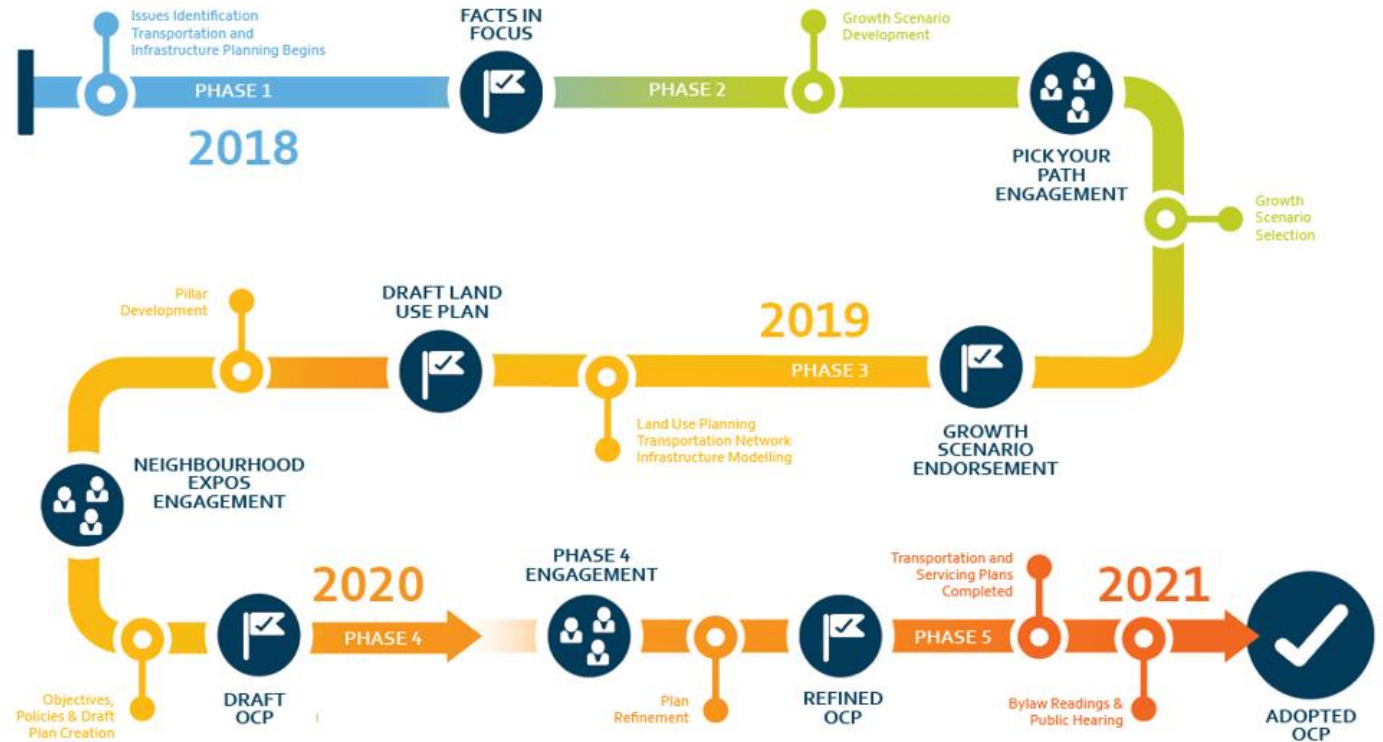 Issues Identification
Transportation and
Infrastructure Planning Begins
PHASE 1
2018
FACTS IN
FOCUS
PHASE 2
Growth Scenario
Development
PICK YOUR
PATH
ENGAGEMENT
Growth
Scenario
Selection
GROWTH
SCENARIO
ENDORSEMENT
2019
PHASE 3
Land Use Planning
Transportation Network
Infrastructure Modelling
DRAFT LAND
USE PLAN
Pillar
Development
NEIGHBOURHOOD
EXPOS
ENGAGEMENT
Objectives,
Policies & Draft
Plan Creation
DRAFT
OCP
2020
PHASE 4
PHASE 4
ENGAGEMENT
Plan
Refinement
REFINED
OCP
PHASE 5
Transportation and
Servicing Plans
Completed
2021
Bylaw Readings &
Public Hearing
ADOPTED
OCP